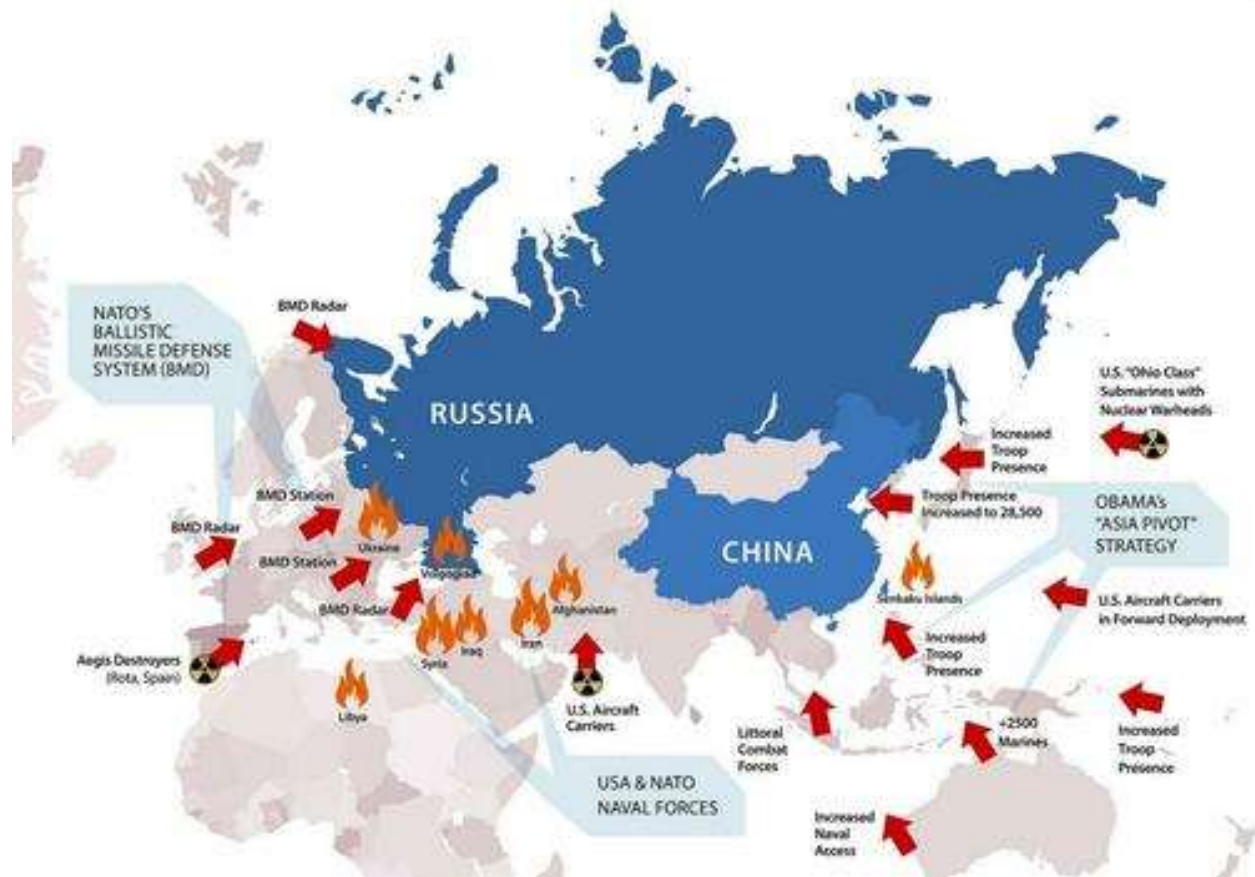 BMD Radar
NATO'S
BALLISTIC
MISSILE DEFENSE
SYSTEM (BMD)
RUSSIA
U.S. "Ohio Class"
Submarines with
Nuclear Warheads
Increased
Troop
Presence
BMD Station
Troop Presence
Increased to 28,500
OBAMA's
"ASIA PIVOT"
STRATEGY
BMD Radar
Ukraine
CHINA
BMD Station
Volgograd
BMD Radar
Afghanistan
Senkaku Islands
U.S. Aircraft Carriers
in Forward Deployment
Aegis Destroyers
(Rota, Spain)
Syria
Iraq
Iran
Increased
Troop
Presence
Libya
U.S. Aircraft
Carriers
Littoral
Combat
Forces
+2500
Marines
Increased
Troop
Presence
USA & NATO
NAVAL FORCES
Increased
Naval
Access